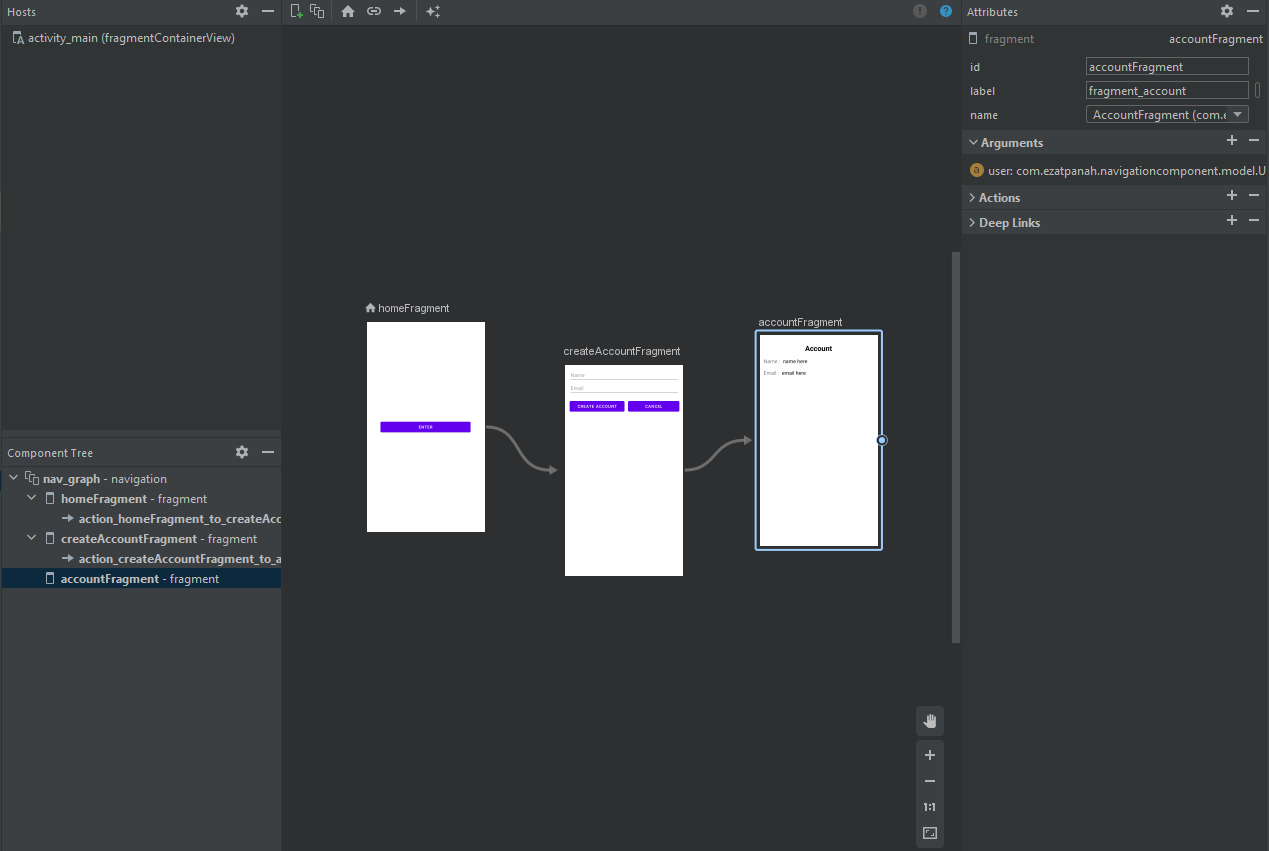 Hosts
activity_main (fragmentContainerView)
Component Tree
nav_graph - navigation
homeFragment - fragment
action_homeFragment_to_createAcc
createAccountFragment - fragment
action_createAccountFragment_to_a
accountFragment - fragment
homeFragment
ENTER
createAccountFragment
Name
Email
CREATE ACCOUNT
CANCEL
accountFragment
Account
Name : name here
Email : email here
1:1
Attributes
fragment accountFragment
id accountFragment
label fragment_account
name AccountFragment (com.e
Arguments
a user: com.ezatpanah.navigationcomponent.model.U
Actions
Deep Links